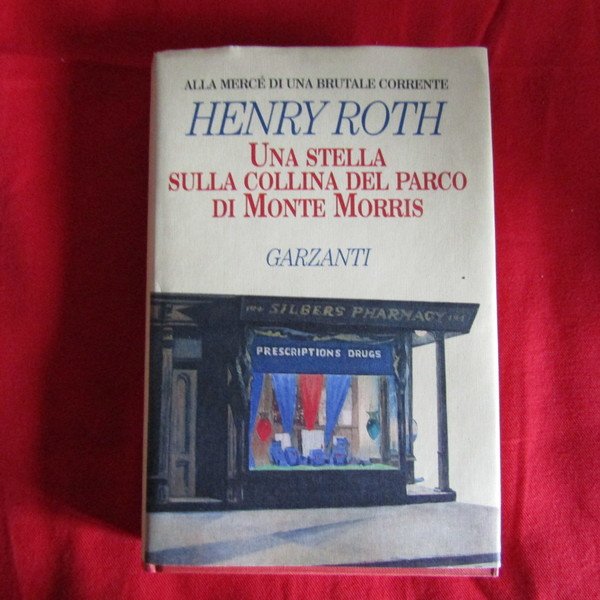 ALLA MERCÉ DI UNA BRUTALE CORRENTE
HENRY ROTH
UNA STELLA
SULLA COLLINA DEL PARCO
DI MONTE MORRIS
GARZANTI
SILBERS PHARMACY
PRESCRIPTIONS DRUGS